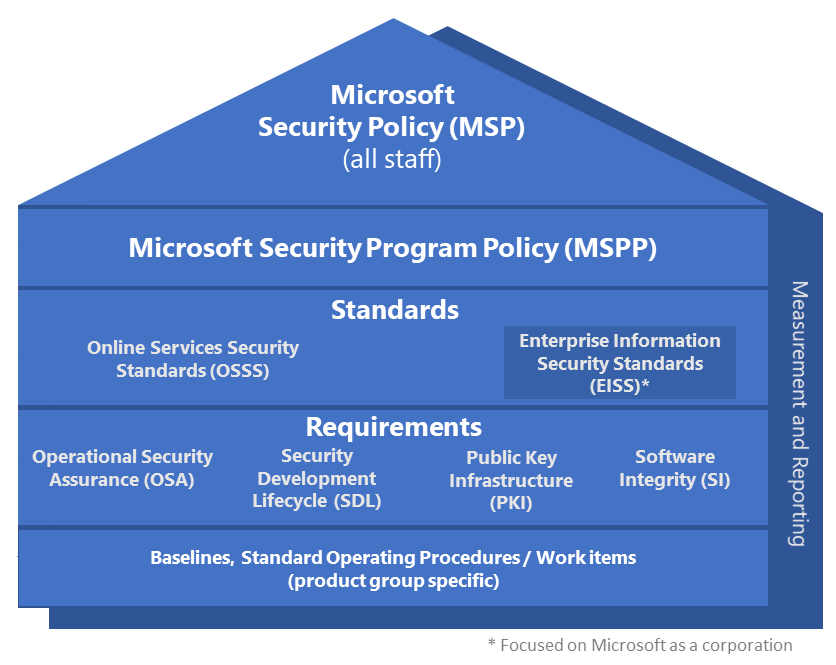 Microsoft
Security Policy (MSP)
(all staff)
Microsoft Security Program Policy (MSPP)
Standards
Online Services Security
Standards (OSSS)
Enterprise Information
Security Standards
(EISS)*
Requirements
Operational Security
Assurance (OSA)
Security
Development
Lifecycle (SDL)
Public Key
Infrastructure
(PKI)
Software
Integrity (SI)
Baselines, Standard Operating Procedures / Work items
(product group specific)
Measurement and Reporting
* Focused on Microsoft as a corporation